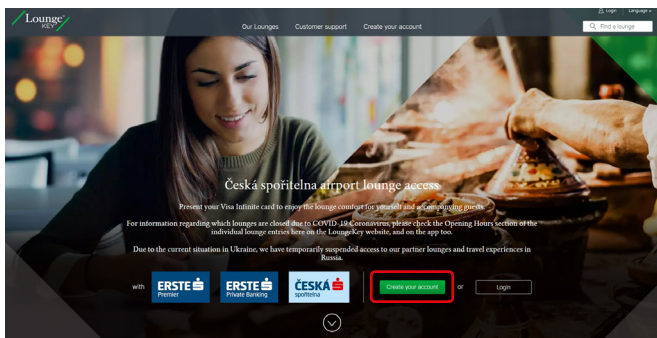 Lounge
KEY
Login Language
Our Lounges Customer support Create your account
Find a lounge
Česká spořitelna airport lounge access
Present your Visa Infinite card to enjoy the lounge comfort for yourself and accompanying guests.
For information regarding which lounges are closed due to COVID-19 Coronavirus, please check the Opening Hours section of the
individual lounge entries here on the LoungeKey website, and on the app too.
Due to the current situation in Ukraine, we have temporarily suspended access to our partner lounges and travel experiences in
Russia.
with ERSTE Premier ERSTE Private Banking ČESKÁ spořitelna Create your account or Login